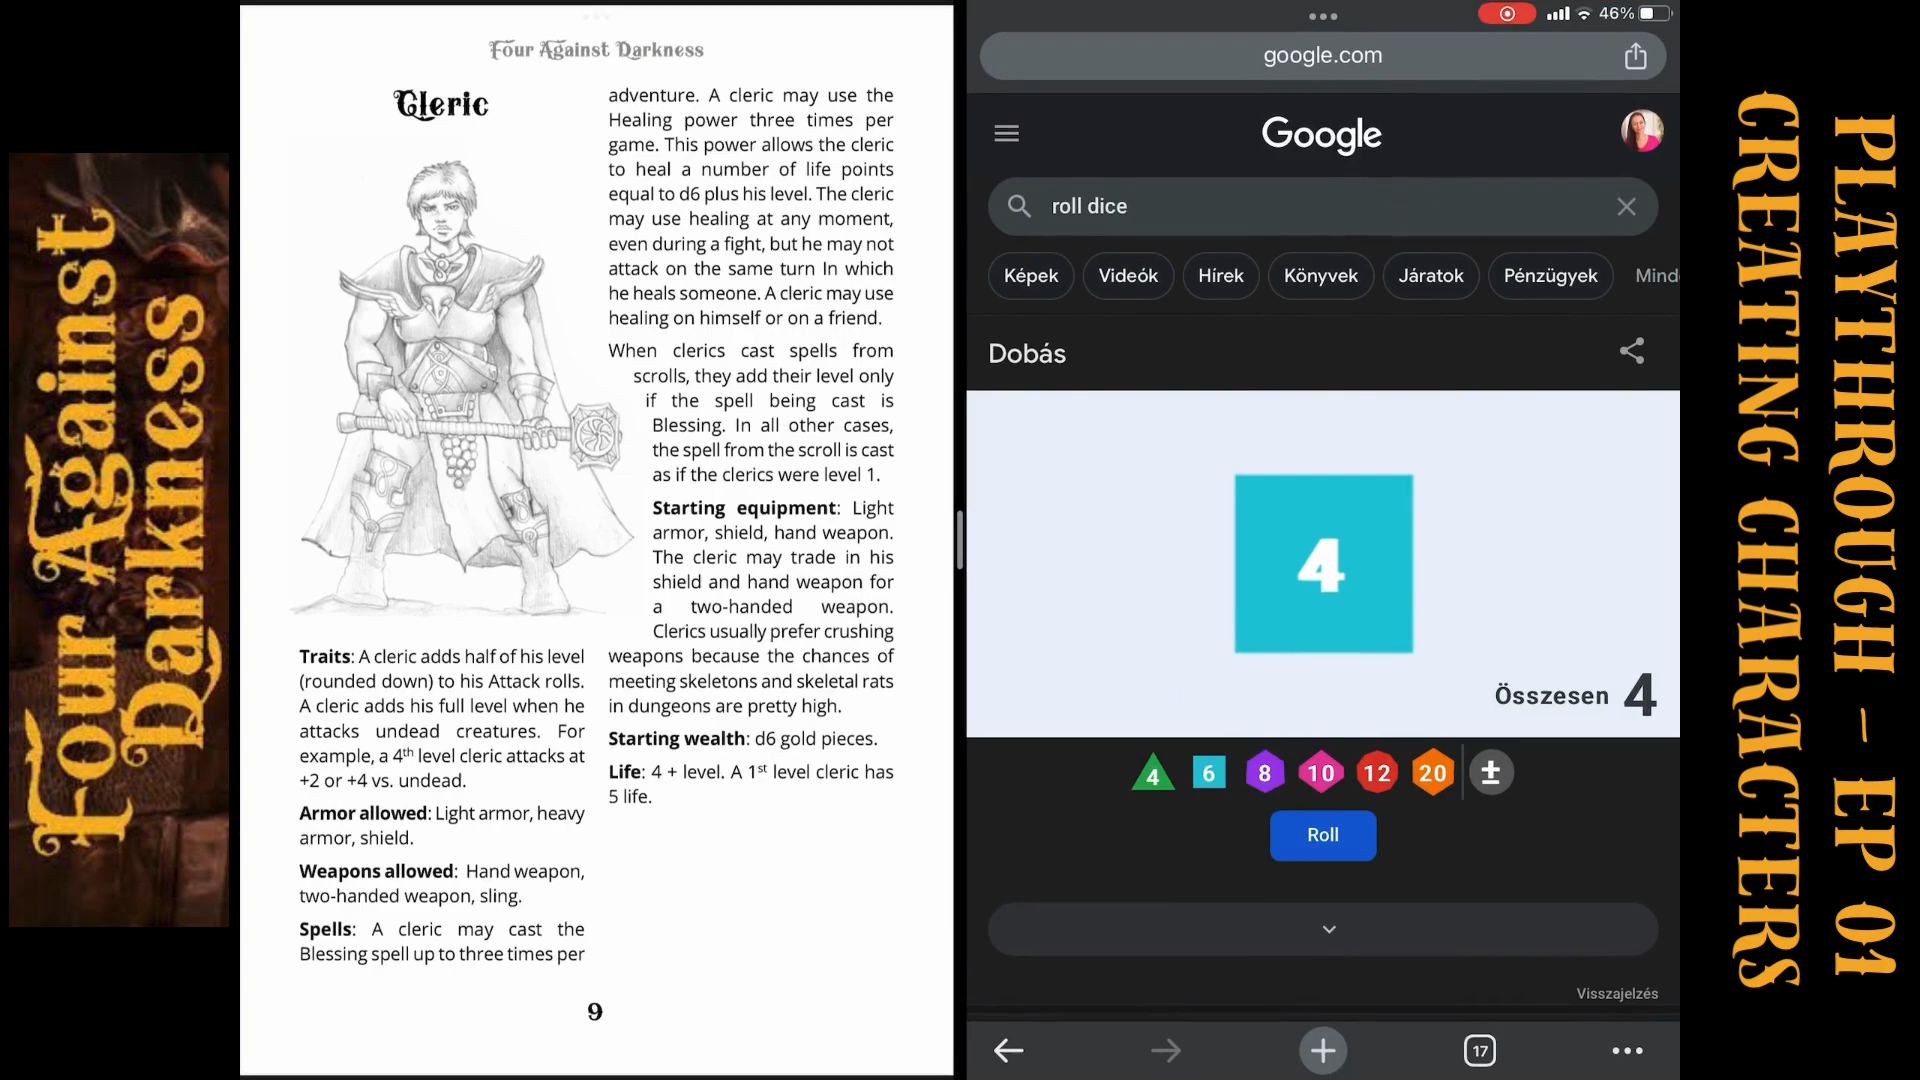 Four Against
Darkness
Four Against Darkness
Cleric
Traits: A cleric adds half of his level
(rounded down) to his Attack rolls.
A cleric adds his full level when he
attacks undead creatures. For
example, a 4th level cleric attacks at
+2 or +4 vs. undead.
Armor allowed: Light armor, heavy
armor, shield.
Weapons allowed: Hand weapon,
two-handed weapon, sling.
Spells: A cleric may cast the
Blessing spell up to three times per
adventure. A cleric may use the
Healing power three times per
game. This power allows the cleric
to heal a number of life points
equal to d6 plus his level. The cleric
may use healing at any moment,
even during a fight, but he may not
attack on the same turn In which
he heals someone. A cleric may use
healing on himself or on a friend.
When clerics cast spells from
scrolls, they add their level only
if the spell being cast is
Blessing. In all other cases,
the spell from the scroll is cast
as if the clerics were level 1.
Starting equipment: Light
armor, shield, hand weapon.
The cleric may trade in his
shield and hand weapon for
a two-handed weapon.
Clerics usually prefer crushing
weapons because the chances of
meeting skeletons and skeletal rats
in dungeons are pretty high.
Starting wealth: d6 gold pieces.
Life: 4 + level. A 1st level cleric has
5 life.
9
46%
google.com
Google
roll dice
Képek Videók Hírek Könyvek Járatok Pénzügyek Mind
Dobás
4
Összesen 4
4 6 8 10 12 20 ±
Roll
Visszajelzés
17
PLAYTHROUGH – EP 01
CREATING CHARACTERS